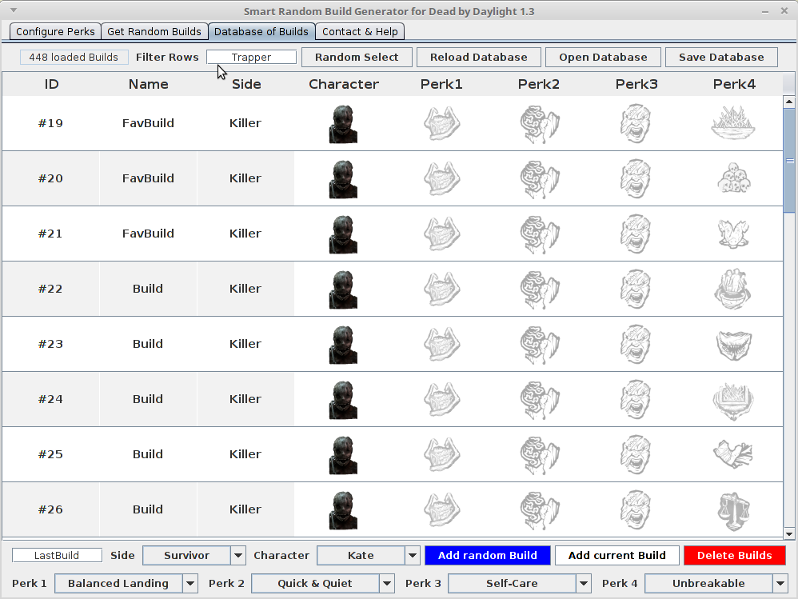 Smart Random Build Generator for Dead by Daylight 1.3
Configure Perks Get Random Builds Database of Builds Contact & Help
448 loaded Builds Filter Rows Trapper Random Select Reload Database Open Database Save Database
ID Name Side Character Perk1 Perk2 Perk3 Perk4
#19 FavBuild Killer
#20 FavBuild Killer
#21 FavBuild Killer
#22 Build Killer
#23 Build Killer
#24 Build Killer
#25 Build Killer
#26 Build Killer
LastBuild Side Survivor Character Kate Add random Build Add current Build Delete Builds
Perk 1 Balanced Landing Perk 2 Quick & Quiet Perk 3 Self-Care Perk 4 Unbreakable